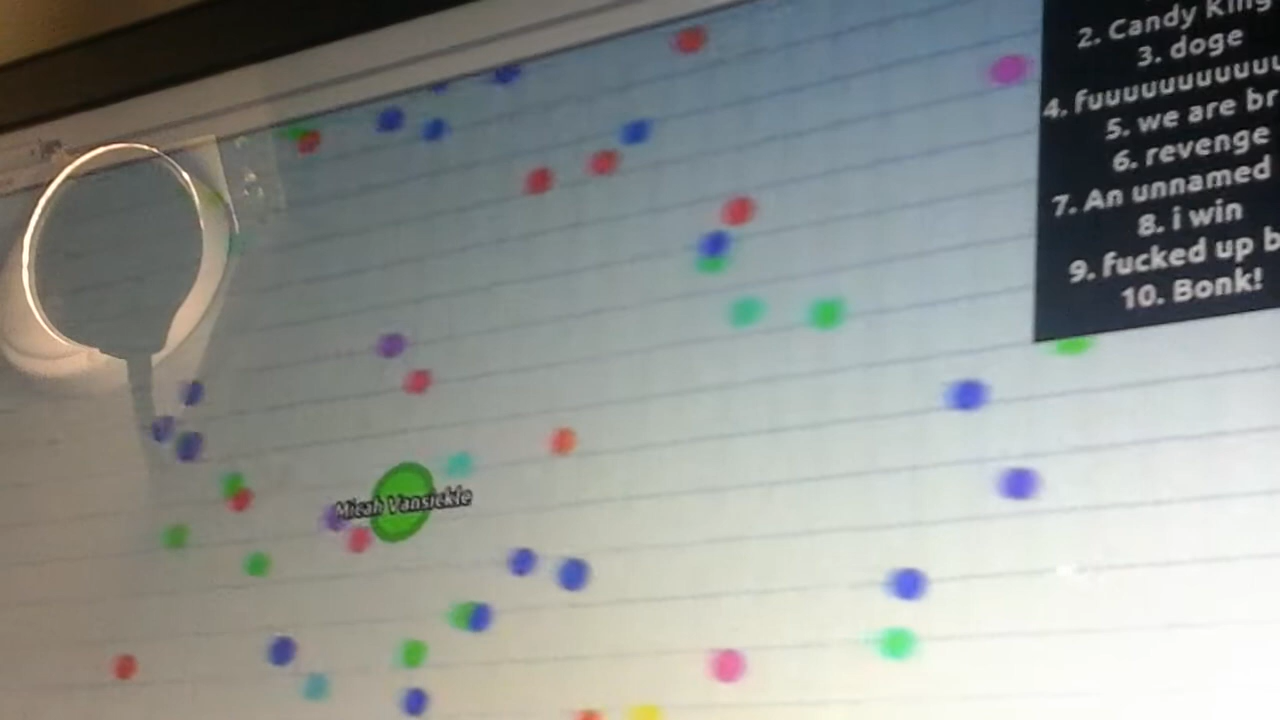 2. Candy King
3. doge
4. fuuuuuuuuuuu
5. we are br
6. revenge
7. An unnamed
8. i win
9. fucked up b
10. Bonk!
Micah Vansickle